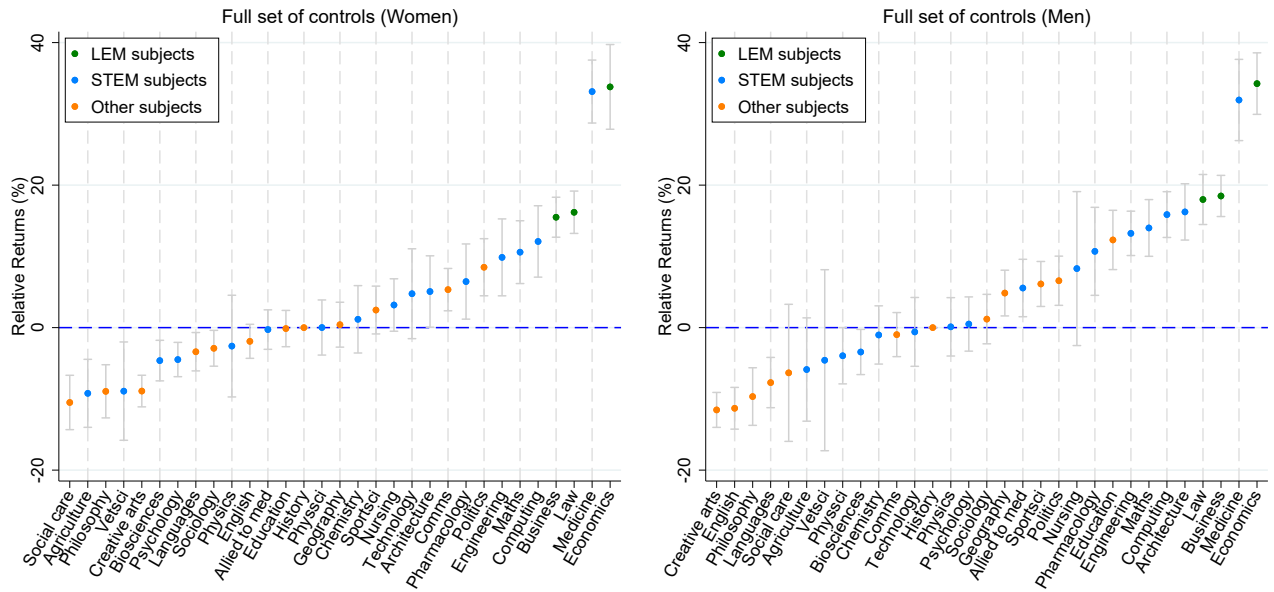 Full set of controls (Women)
LEM subjects
STEM subjects
Other subjects
Relative Returns (%)
40
20
0
-20
Social care
Agriculture
Philosophy
Vetsci
Creative arts
Biosciences
Psychology
Languages
Sociology
Physics
English
Allied to med
Education
History
Physsci
Geography
Chemistry
Sportsci
Nursing
Technology
Architecture
Comms
Pharmacology
Politics
Engineering
Maths
Computing
Business
Law
Medicine
Economics
Full set of controls (Men)
LEM subjects
STEM subjects
Other subjects
Relative Returns (%)
40
20
0
-20
Creative arts
English
Philosophy
Languages
Social care
Agriculture
Vetsci
Physsci
Biosciences
Chemistry
Comms
Technology
History
Physics
Psychology
Sociology
Geography
Allied to med
Sportsci
Politics
Nursing
Pharmacology
Education
Engineering
Maths
Computing
Architecture
Law
Business
Medicine
Economics